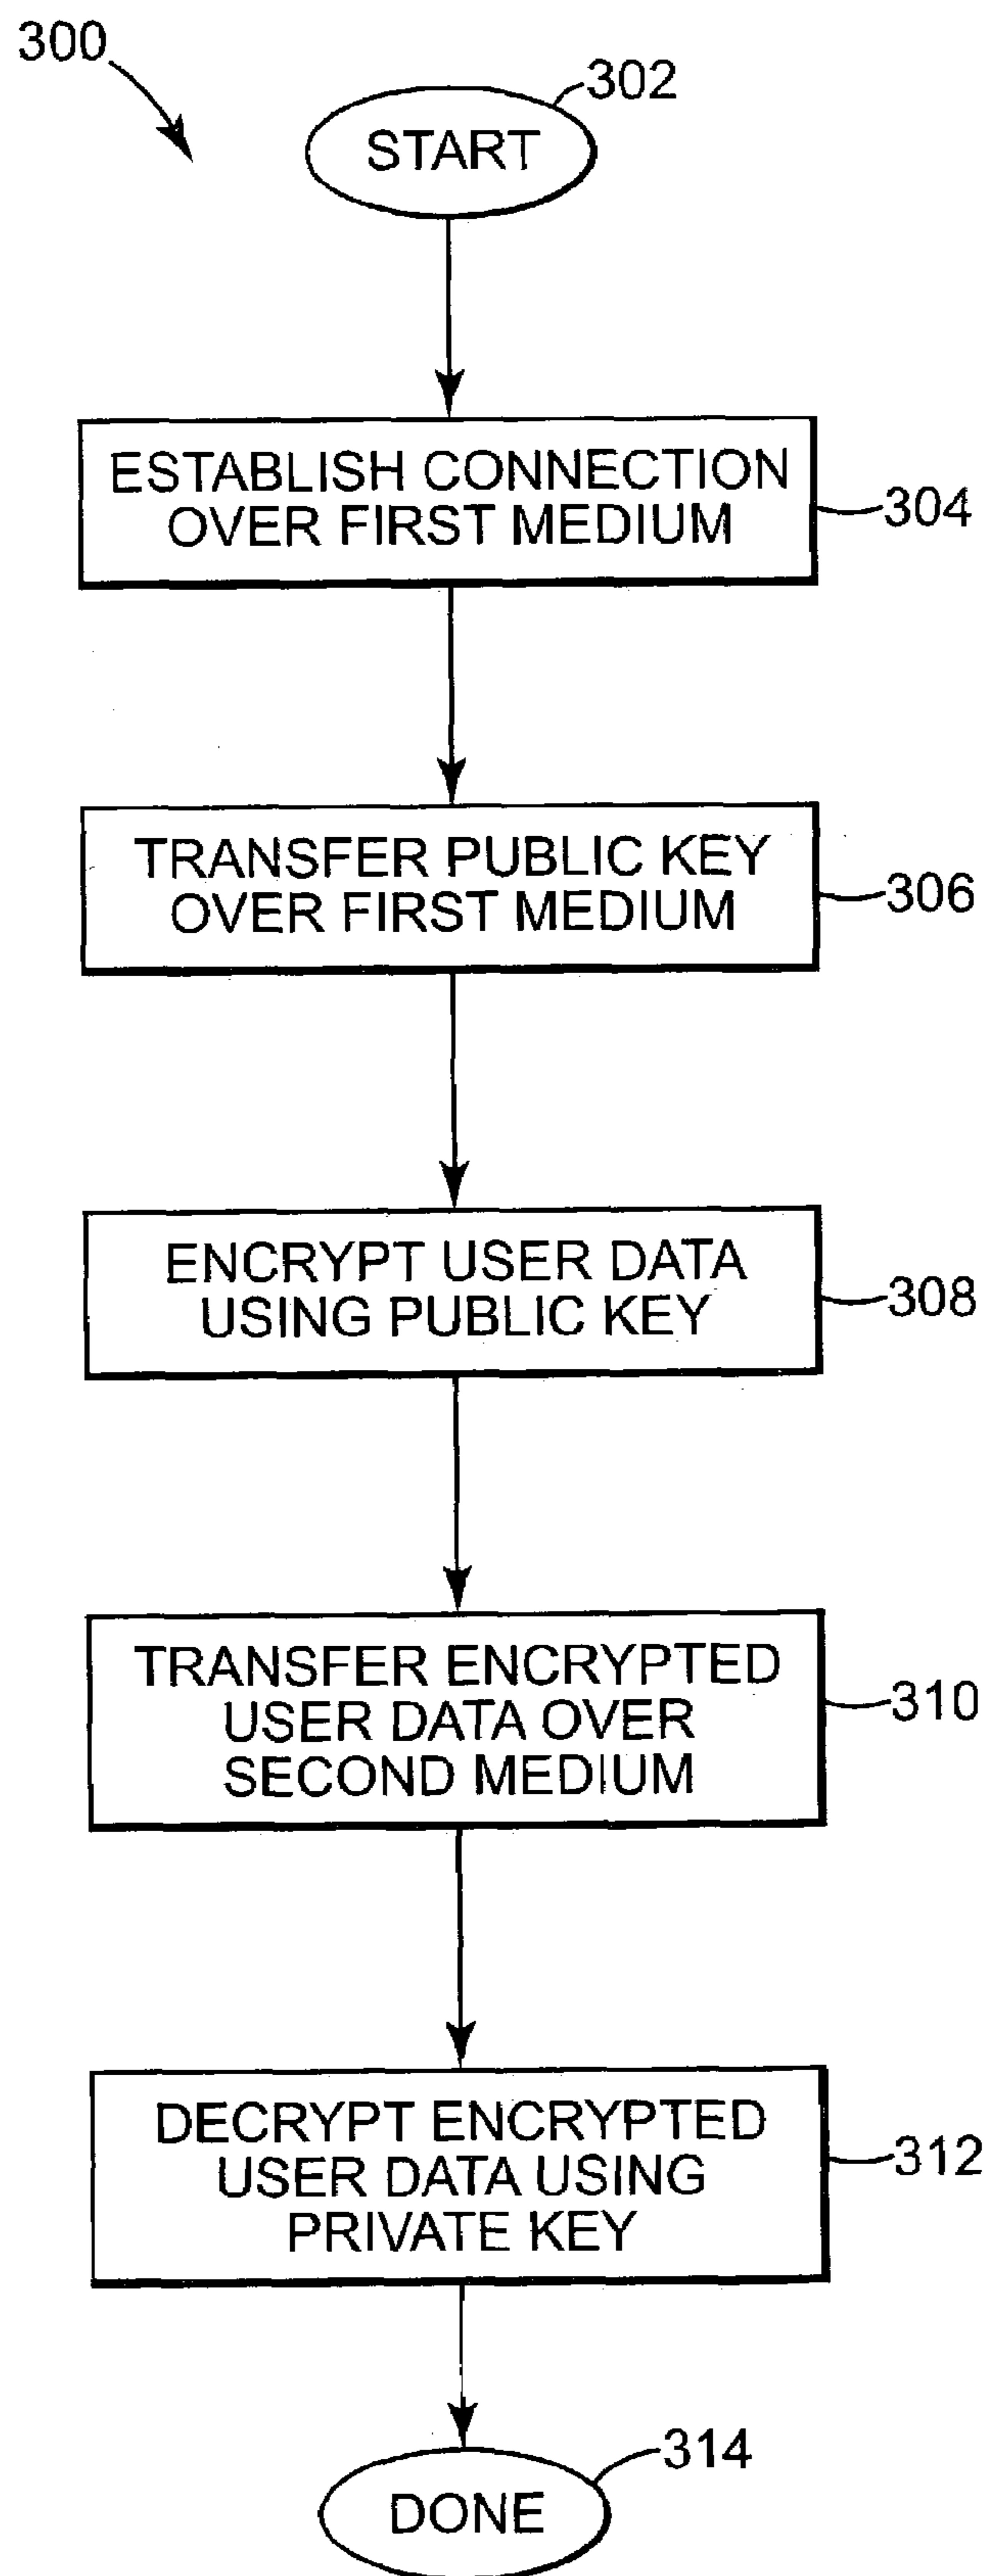 300
302
START
ESTABLISH CONNECTION
OVER FIRST MEDIUM
304
TRANSFER PUBLIC KEY
OVER FIRST MEDIUM
306
ENCRYPT USER DATA
USING PUBLIC KEY
308
TRANSFER ENCRYPTED
USER DATA OVER
SECOND MEDIUM
310
DECRYPT ENCRYPTED
USER DATA USING
PRIVATE KEY
312
314
DONE